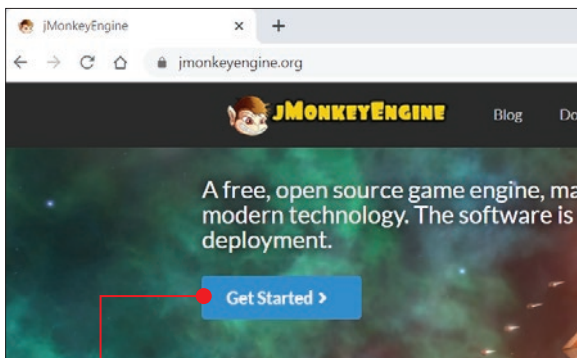 jMonkeyEngine
jmonkeyengine.org
jMonkeyEngine Blog
A free, open source game engine, ma
modern technology. The software is
deployment.
Get Started >